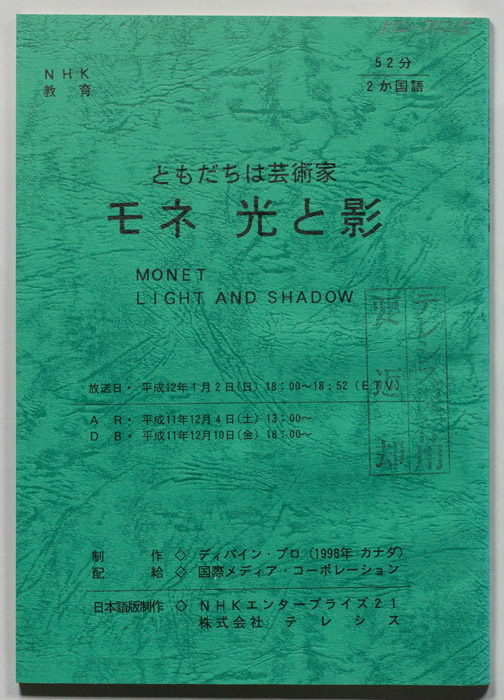 NHK
教育
52分
2か国語
ともだちは芸術家
モネ 光と影
MONET
LIGHT AND SHADOW
放送日・ 平成12年1月2日(日) 18:00～18:52 (ETV)
AR・ 平成11年12月4日(土) 13:00～
DB・ 平成11年12月10日(金) 18:00～
テレシス保存用
要返却
制作◇ ディバイン・プロ (1998年 カナダ)
配給◇ 国際メディア・コーポレーション
日本語版制作◇ NHKエンタープライズ21
株式会社 テレシス